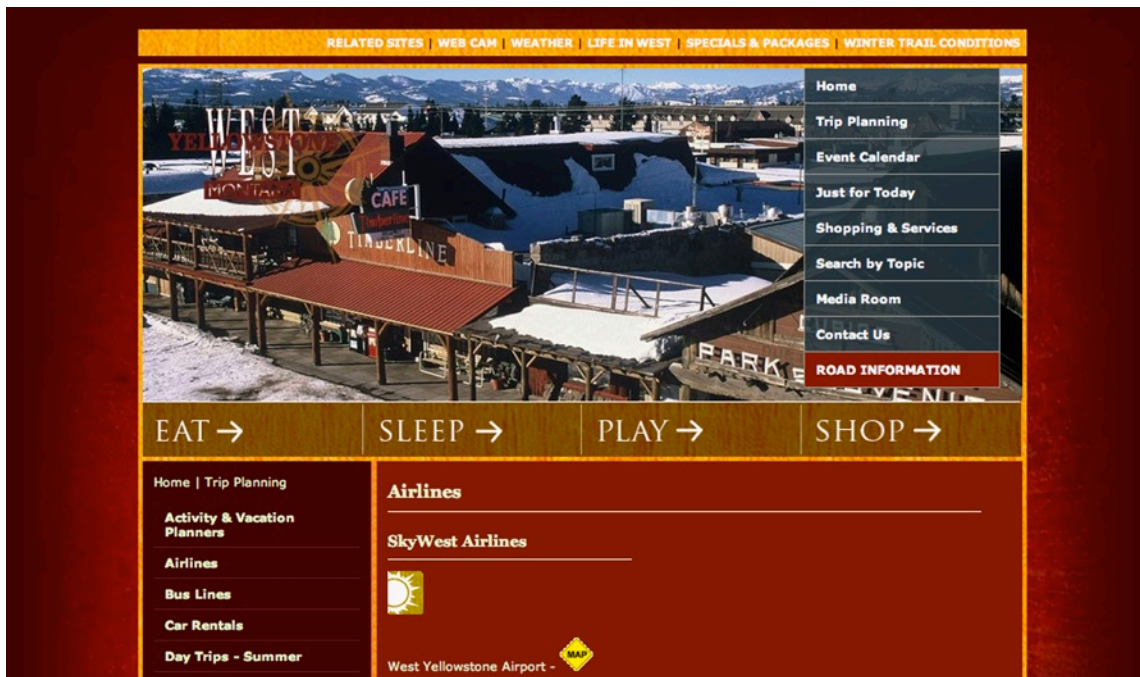 RELATED SITES | WEB CAM | WEATHER | LIFE IN WEST | SPECIALS & PACKAGES | WINTER TRAIL CONDITIONS
WEST
YELLOWSTONE
MONTANA
CAFE
Timberline
TIMBERLINE
PARK
Home
Trip Planning
Event Calendar
Just for Today
Shopping & Services
Search by Topic
Media Room
Contact Us
ROAD INFORMATION
EAT →
SLEEP →
PLAY →
SHOP →
Home | Trip Planning
Activity & Vacation
Planners
Airlines
Bus Lines
Car Rentals
Day Trips - Summer
Airlines
SkyWest Airlines
West Yellowstone Airport - MAP